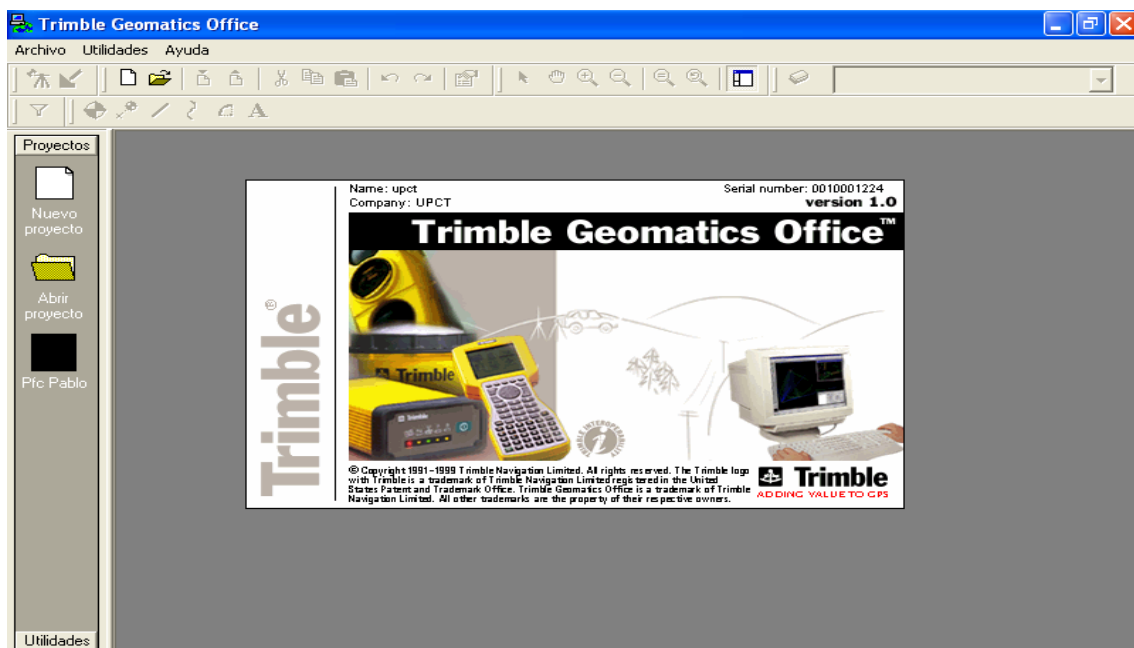 Trimble Geomatics Office
Archivo Utilidades Ayuda
A
Proyectos
Nuevo
proyecto
Abrir
proyecto
Pfc Pablo
Utilidades
Name: upct
Company: UPCT
Serial number: 0010001224
version 1.0
Trimble Geomatics Office™
Trimble®
Trimble
Trimble
© Copyright 1991-1999 Trimble Navigation Limited. All rights reserved. The Trimble logo
with Trimble is a trademark of Trimble Navigation Limited registered in the United
States Patent and Trademark Office. Trimble Geomatics Office is a trademark of Trimble
Navigation Limited. All other trademarks are the property of their respective owners.
Trimble
ADDING VALUE TO GPS